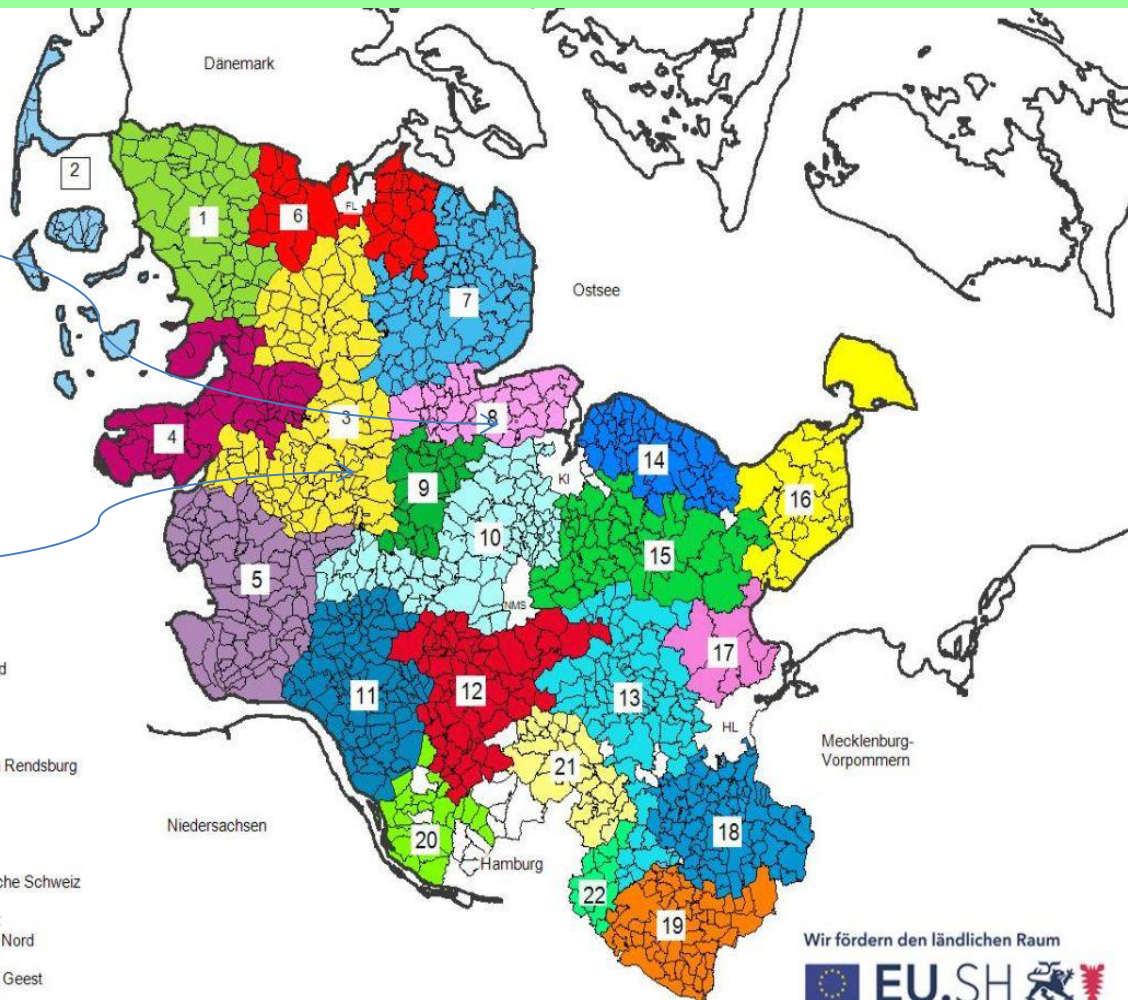 Dänemark
2
1
6
FL
7
Ostsee
3
8
4
14
KI
9
16
10
15
5
NMS
17
11
12
13
HL
Mecklenburg-
Vorpommern
21
Rendsburg
18
Niedersachsen
20
Hamburg
che Schweiz
22
19
Nord
Wir fördern den ländlichen Raum
Geest
EU.SH